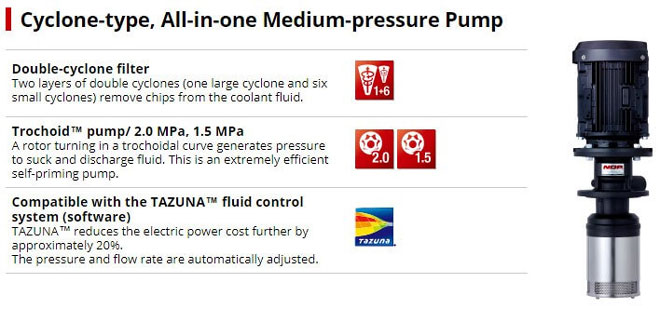 Cyclone-type, All-in-one Medium-pressure Pump
Double-cyclone filter
Two layers of double cyclones (one large cyclone and six
small cyclones) remove chips from the coolant fluid.
1+6
Trochoid™ pump/ 2.0 MPa, 1.5 MPa
A rotor turning in a trochoidal curve generates pressure
to suck and discharge fluid. This is an extremely efficient
self-priming pump.
2.0
1.5
Compatible with the TAZUNA™ fluid control
system (software)
TAZUNA™ reduces the electric power cost further by
approximately 20%.
The pressure and flow rate are automatically adjusted.
TAZUNA
NOP